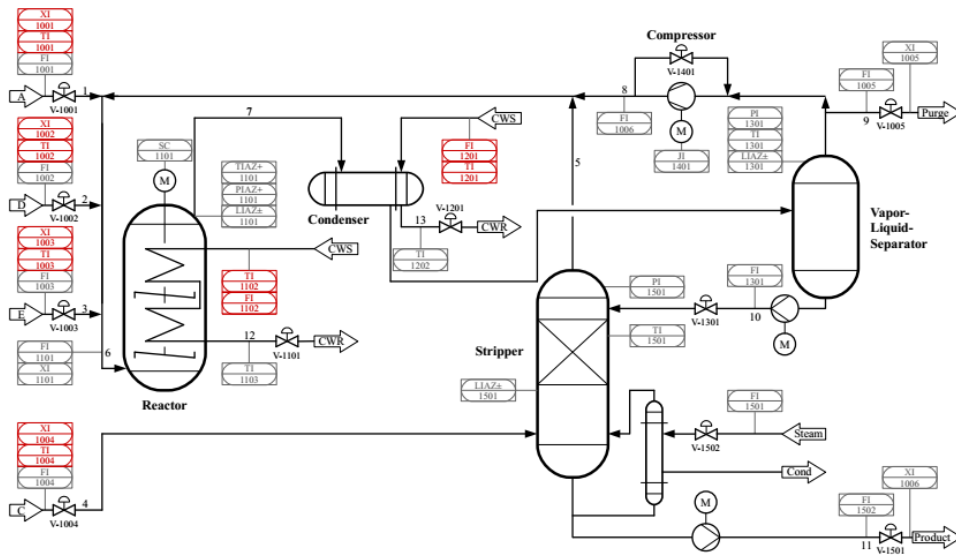 XI
1001
TI
1001
FI
1001
A
V-1001
1
XI
1002
TI
1002
FI
1002
D
V-1002
2
XI
1003
TI
1003
FI
1003
E
V-1003
3
FI
1101
XI
1101
6
XI
1004
TI
1004
FI
1004
C
V-1004
4
7
SC
1101
M
TIAZ+
1101
PIAZ+
1101
LIAZ±
1101
CWS
TI
1102
FI
1102
12
V-1101
CWR
TI
1103
Reactor
CWS
FI
1201
TI
1201
Condenser
V-1201
13
CWR
TI
1202
Compressor
V-1401
8
FI
1006
M
JI
1401
5
PI
1301
TI
1301
LIAZ±
1301
FI
1005
XI
1005
9
V-1005
Purge
Vapor-
Liquid-
Separator
PI
1501
FI
1301
V-1301
10
M
TI
1501
Stripper
LIAZ±
1501
FI
1501
V-1502
Steam
Cond
M
FI
1502
XI
1006
11
V-1501
Product